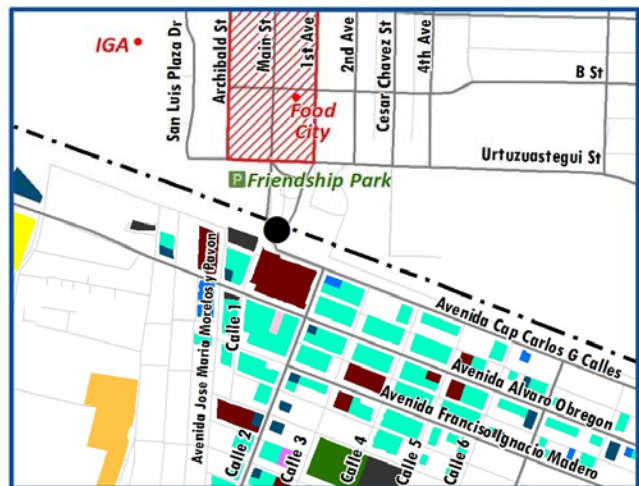 IGA
San Luis Plaza Dr
Archibald St
Main St
1st Ave
2nd Ave
Cesar Chavez St
4th Ave
B St
Food
City
Urtuzuastegui St
P Friendship Park
Avenida Jose Maria Morelos y Pavon
Calle 1
Avenida Cap Carlos G Calles
Avenida Alvaro Obregon
Avenida Franciso Ignacio Madero
Calle 2
Calle 3
Calle 4
Calle 5
Calle 6